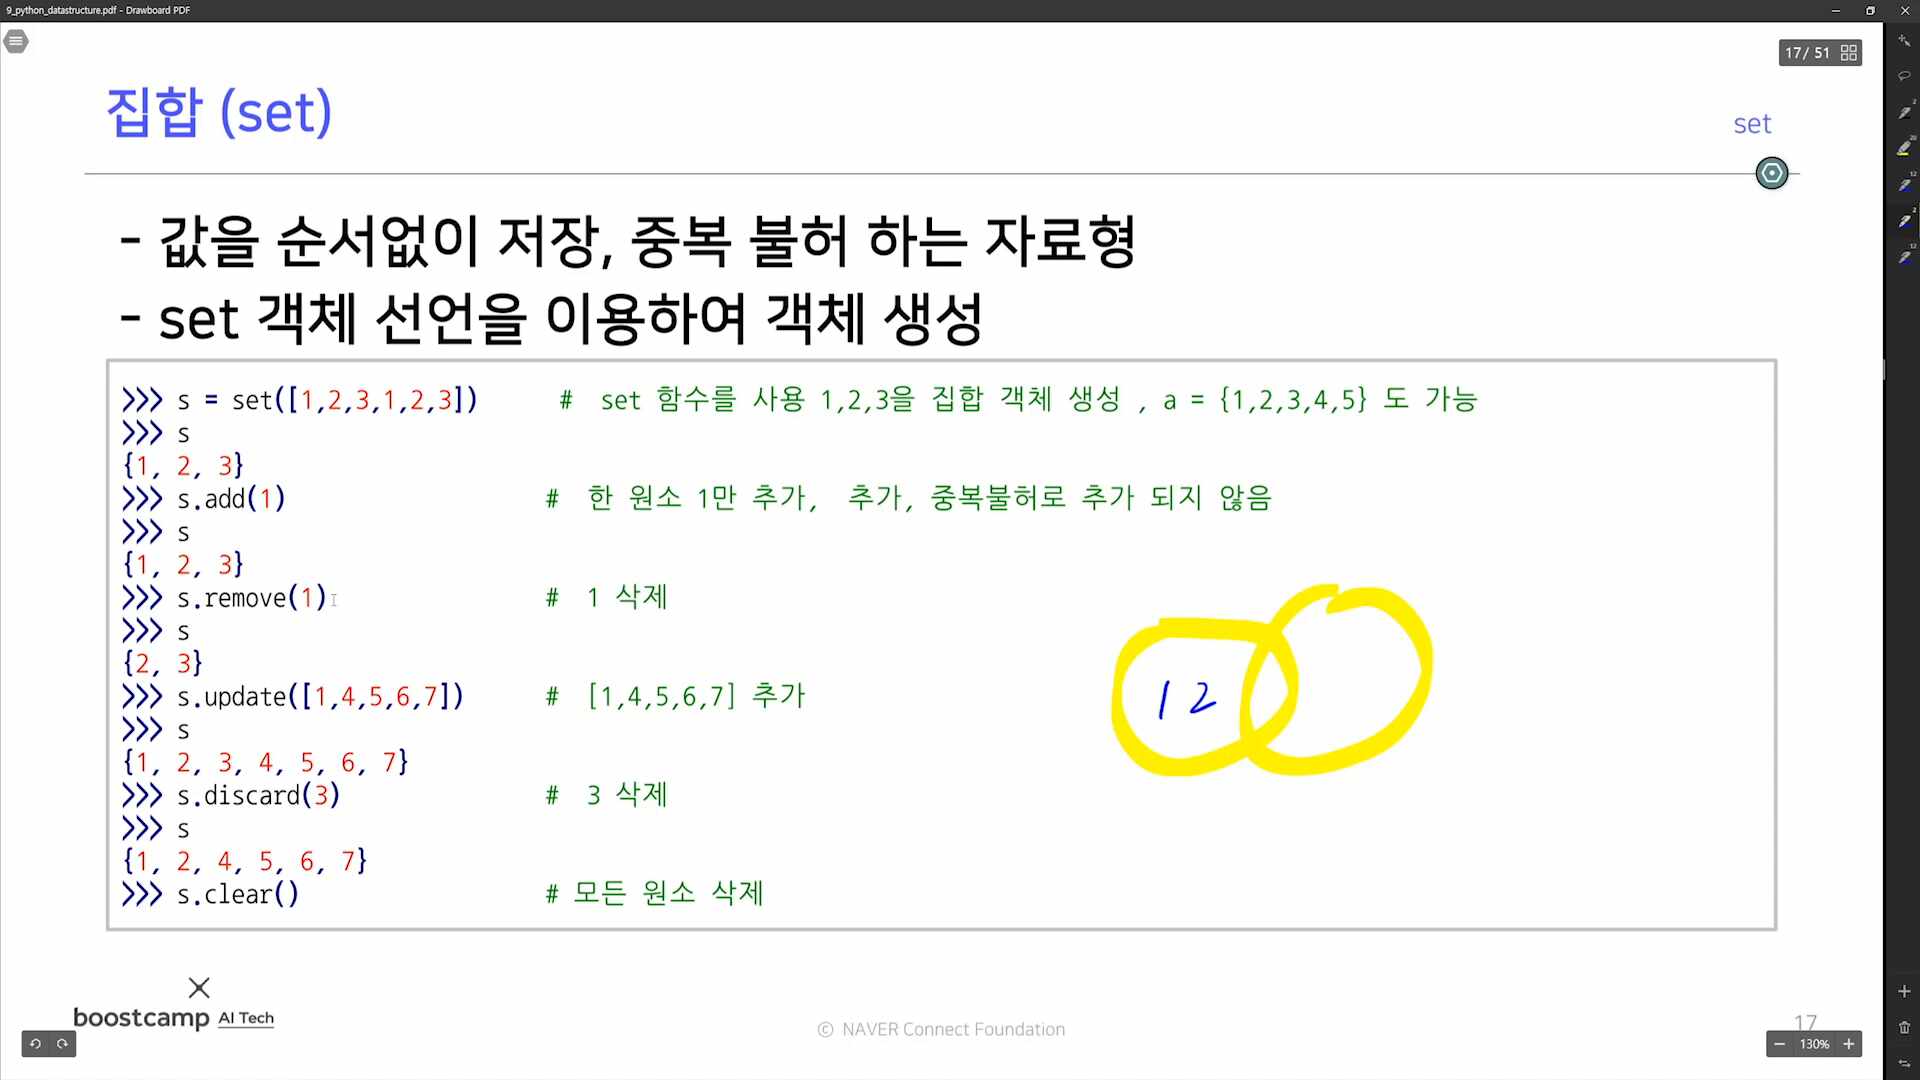 9_python_datastructure.pdf - Drawboard PDF
17/ 51
집합 (set)
set
- 값을 순서없이 저장, 중복 불허 하는 자료형
- set 객체 선언을 이용하여 객체 생성
>>> s = set([1,2,3,1,2,3]) # set 함수를 사용 1,2,3을 집합 객체 생성 , a = {1,2,3,4,5} 도 가능
>>> s
{1, 2, 3}
>>> s.add(1) # 한 원소 1만 추가, 추가, 중복불허로 추가 되지 않음
>>> s
{1, 2, 3}
>>> s.remove(1) # 1 삭제
>>> s
{2, 3}
>>> s.update([1,4,5,6,7]) # [1,4,5,6,7] 추가
>>> s
{1, 2, 3, 4, 5, 6, 7}
>>> s.discard(3) # 3 삭제
>>> s
{1, 2, 4, 5, 6, 7}
>>> s.clear() # 모든 원소 삭제
1 2
boostcamp AI Tech
© NAVER Connect Foundation
17
130%
2
20
12
2
12